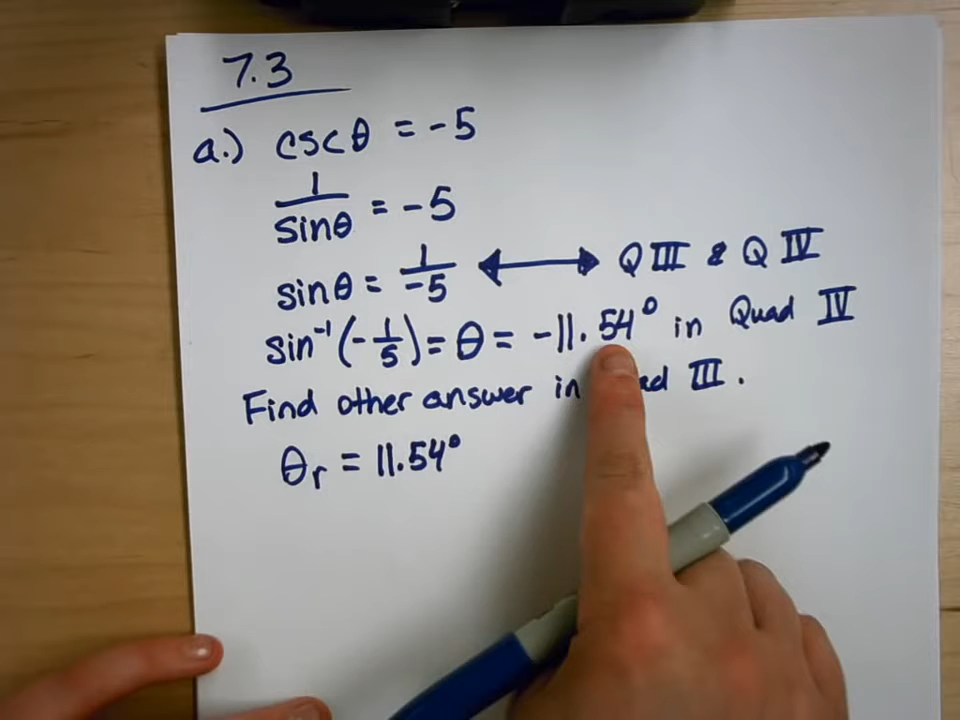 7.3
a.) cscθ = -5
1/sinθ = -5
sinθ = 1/-5 ↔ Q III & Q IV
sin⁻¹(-1/5) = θ = -11.54° in Quad IV
Find other answer in ad III.
θr = 11.54°